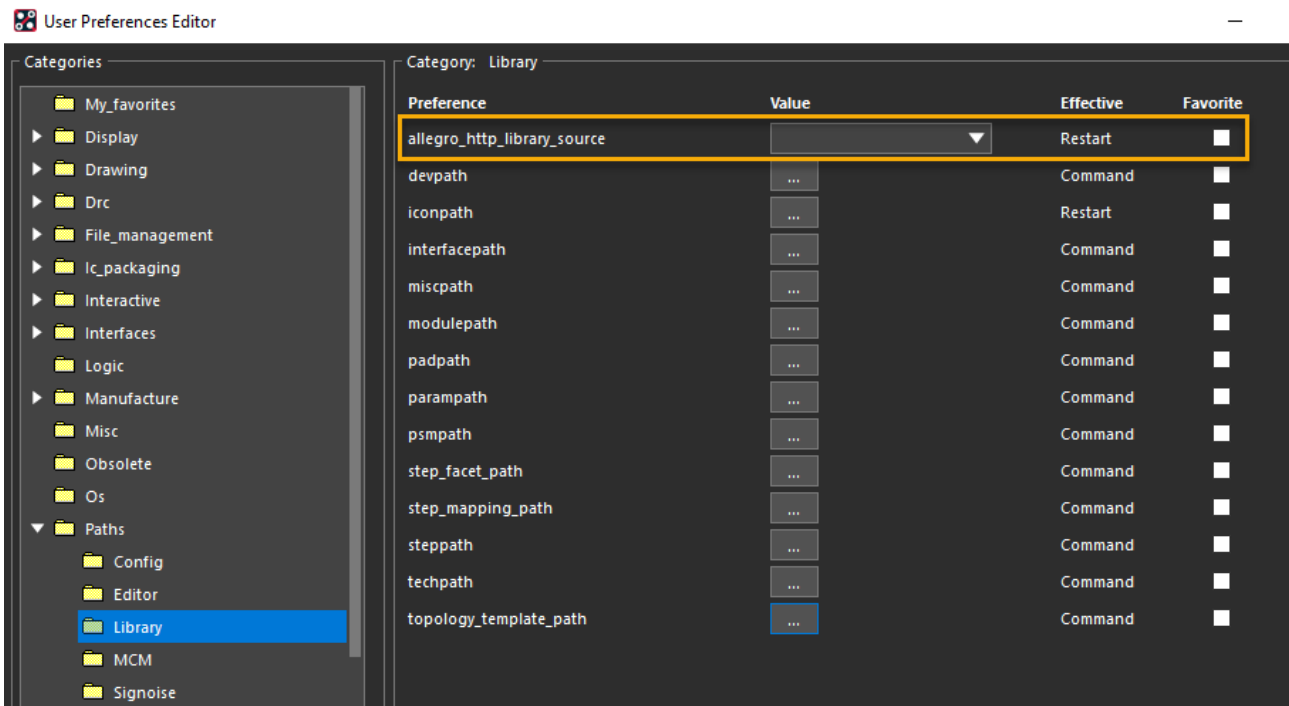 User Preferences Editor
Categories
My_favorites
Display
Drawing
Drc
File_management
Ic_packaging
Interactive
Interfaces
Logic
Manufacture
Misc
Obsolete
Os
Paths
Config
Editor
Library
MCM
Signoise
Category: Library
Preference Value Effective Favorite
allegro_http_library_source Restart
devpath ... Command
iconpath ... Restart
interfacepath ... Command
miscpath ... Command
modulepath ... Command
padpath ... Command
parampath ... Command
psmpath ... Command
step_facet_path ... Command
step_mapping_path ... Command
steppath ... Command
techpath ... Command
topology_template_path ... Command